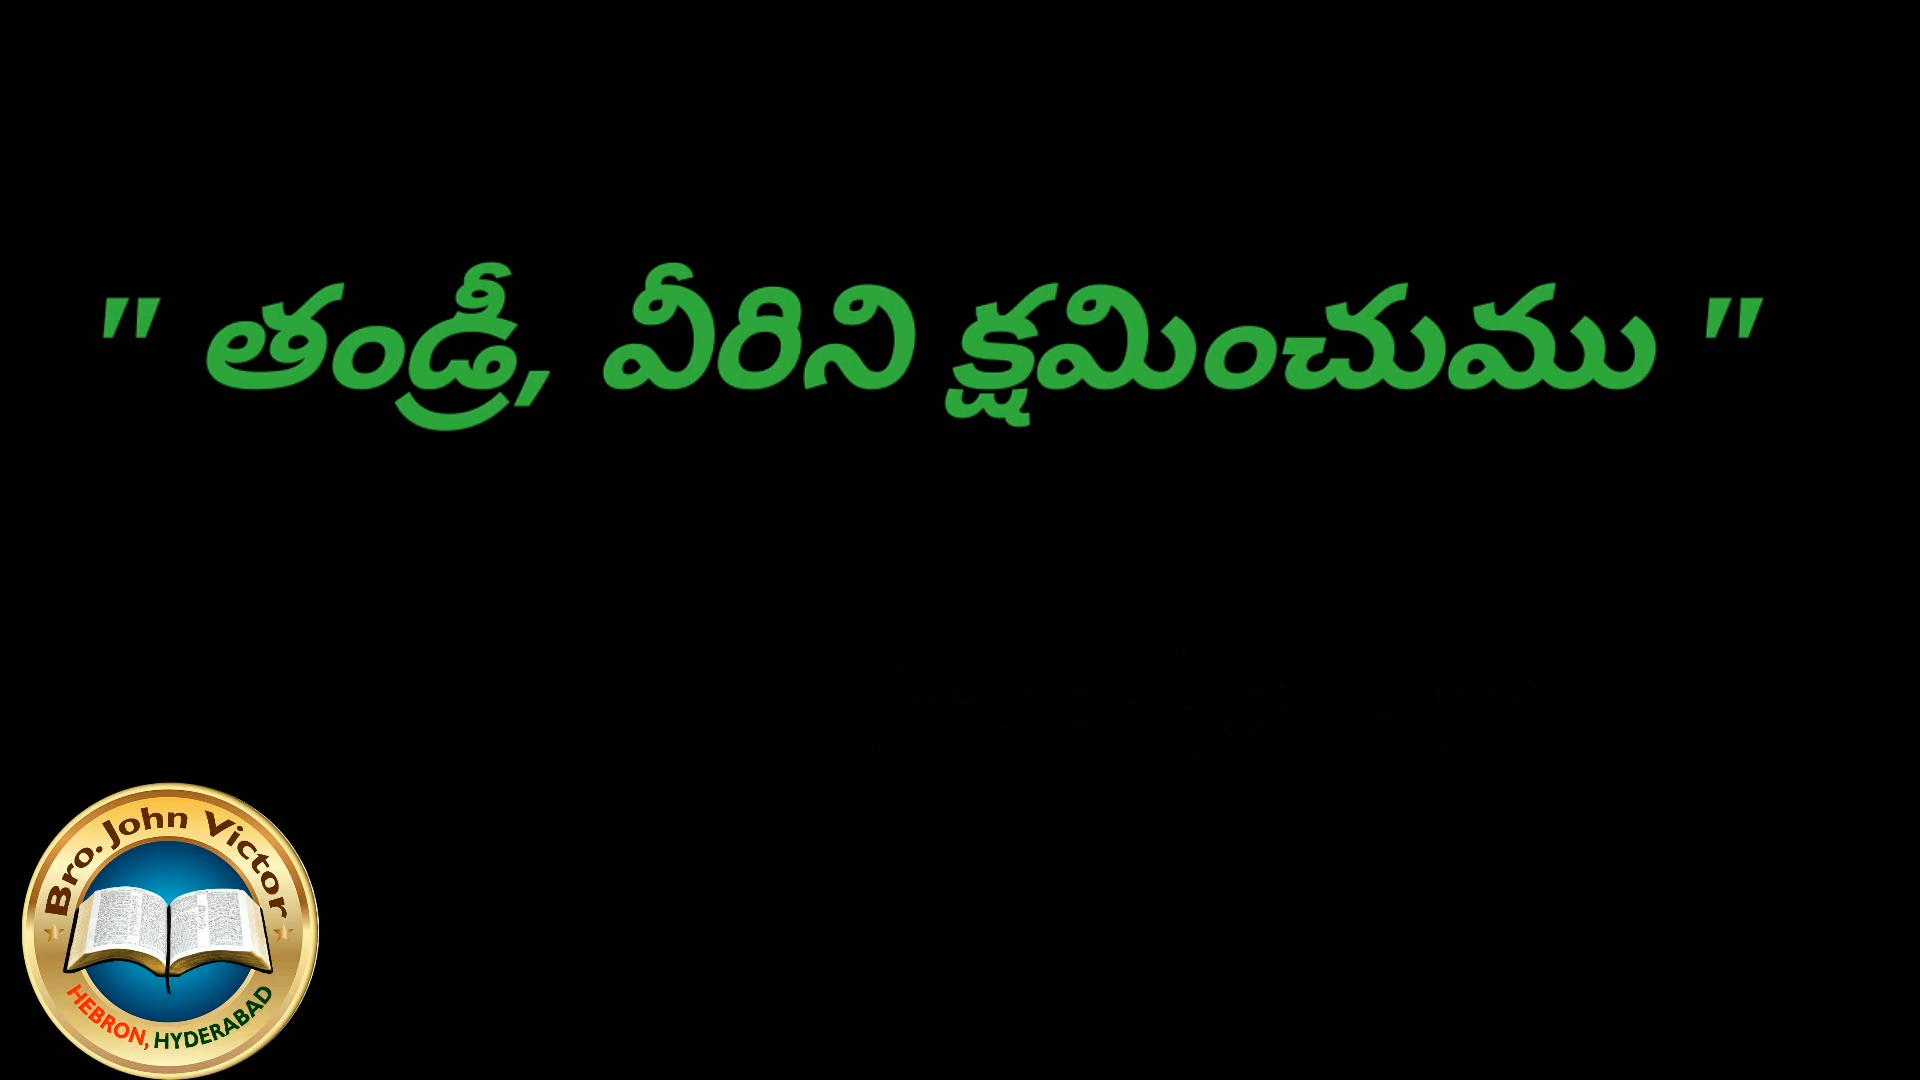 " తండ్రీ, వీరిని క్షమించుము "
Bro. John Victor
HEBRON, HYDERABAD